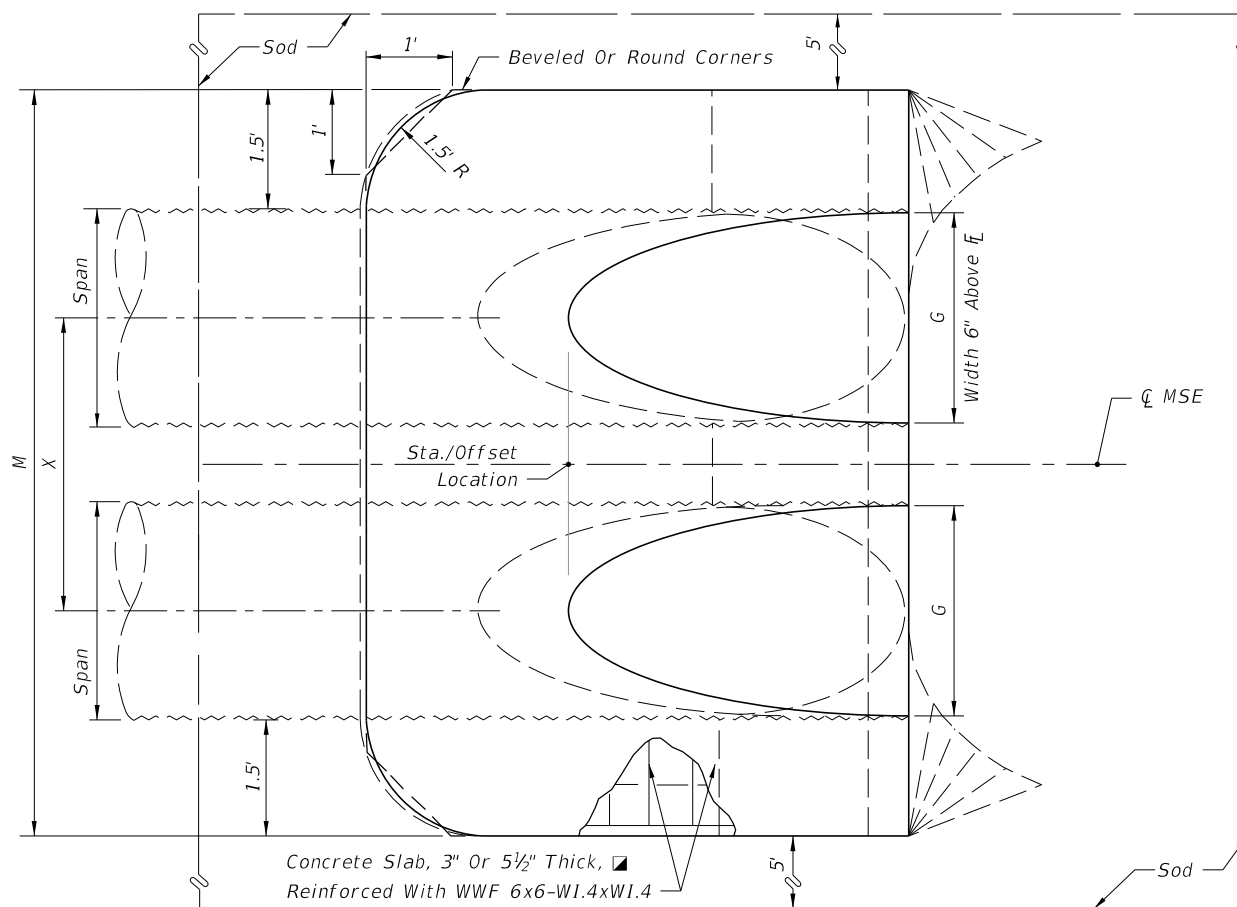 Sod
1'
Beveled Or Round Corners
5'
1.5'
1'
1.5' R
Span
G
Width 6" Above FL
M
X
Sta./Offset
Location
CL MSE
Span
G
1.5'
Concrete Slab, 3" Or 5½" Thick,
Reinforced With WWF 6x6-W1.4xW1.4
5'
Sod